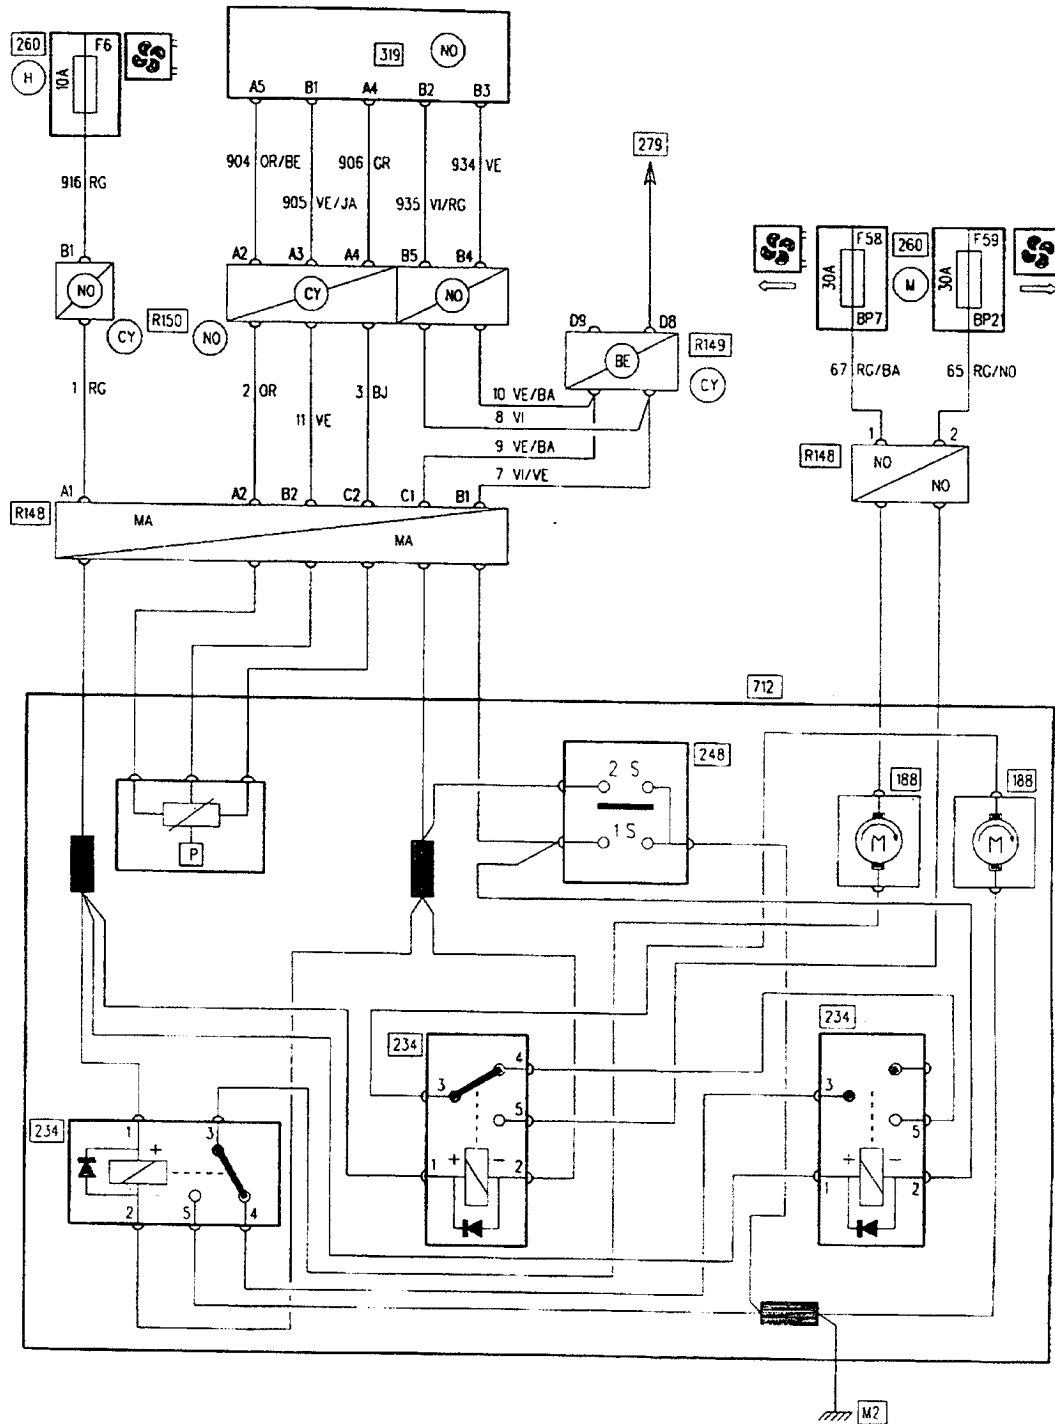 260 F6
H 10A
319 NO
A5 B1 A4 B2 B3
279
904 OR/BE 906 GR 934 VE
916 RG
905 VE/JA 935 VI/RG
F58 260 F59
30A M 30A
BP7 BP21
B1 A2 A3 A4 B5 B4
NO CY NO
CY R150 NO
D9 D8
BE R149
CY
67 RG/BA 65 RG/NO
1 RG 2 OR 11 VE 3 BJ
10 VE/BA
8 VI
9 VE/BA
7 VI/VE
1 2
R148 NO
NO
A1 A2 B2 C2 C1 B1
R148 MA
MA
712
248
2 S
1 S
188 188
M M
P
234 234
4
3 3
5 5
1 + - 2
+ -
1 2
234
1 3
+
2 5 4
M2